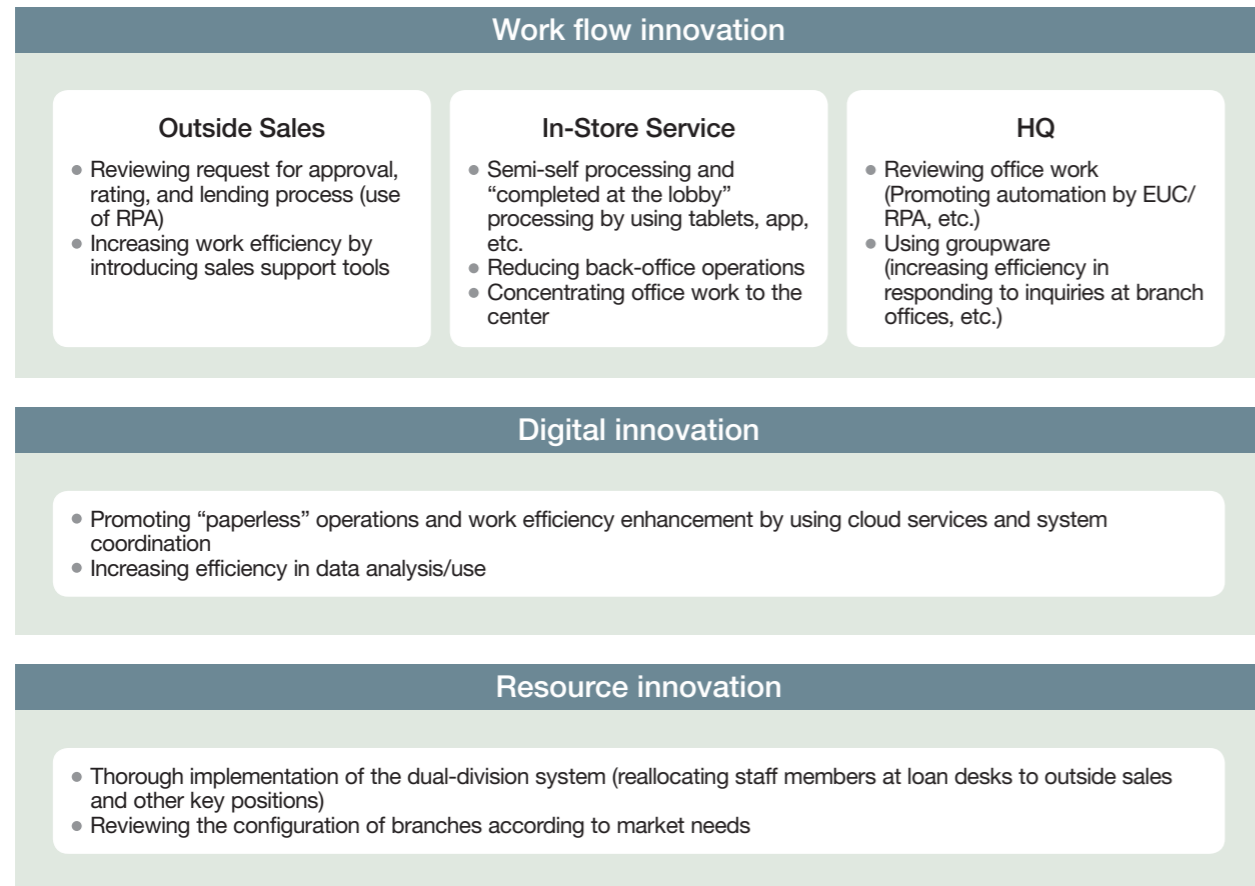 Work flow innovation
Outside Sales
● Reviewing request for approval,
rating, and lending process (use
of RPA)
● Increasing work efficiency by
introducing sales support tools
In-Store Service
● Semi-self processing and
“completed at the lobby”
processing by using tablets, app,
etc.
● Reducing back-office operations
● Concentrating office work to the
center
HQ
● Reviewing office work
(Promoting automation by EUC/
RPA, etc.)
● Using groupware
(increasing efficiency in
responding to inquiries at branch
offices, etc.)
Digital innovation
● Promoting “paperless” operations and work efficiency enhancement by using cloud services and system
coordination
● Increasing efficiency in data analysis/use
Resource innovation
● Thorough implementation of the dual-division system (reallocating staff members at loan desks to outside sales
and other key positions)
● Reviewing the configuration of branches according to market needs